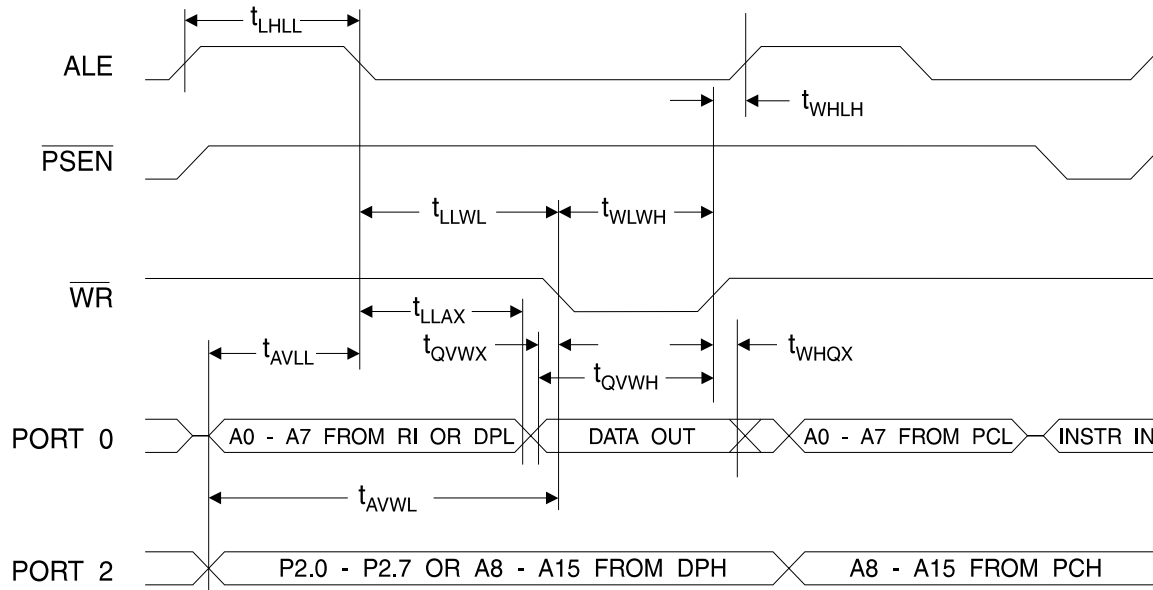 tLHLL
ALE
tWHLH
PSEN
tLLWL
tWLWH
WR
tLLAX
tAVLL
tQVWX
tWHQX
tQVWH
PORT 0
A0 - A7 FROM RI OR DPL
DATA OUT
A0 - A7 FROM PCL
INSTR IN
tAVWL
PORT 2
P2.0 - P2.7 OR A8 - A15 FROM DPH
A8 - A15 FROM PCH